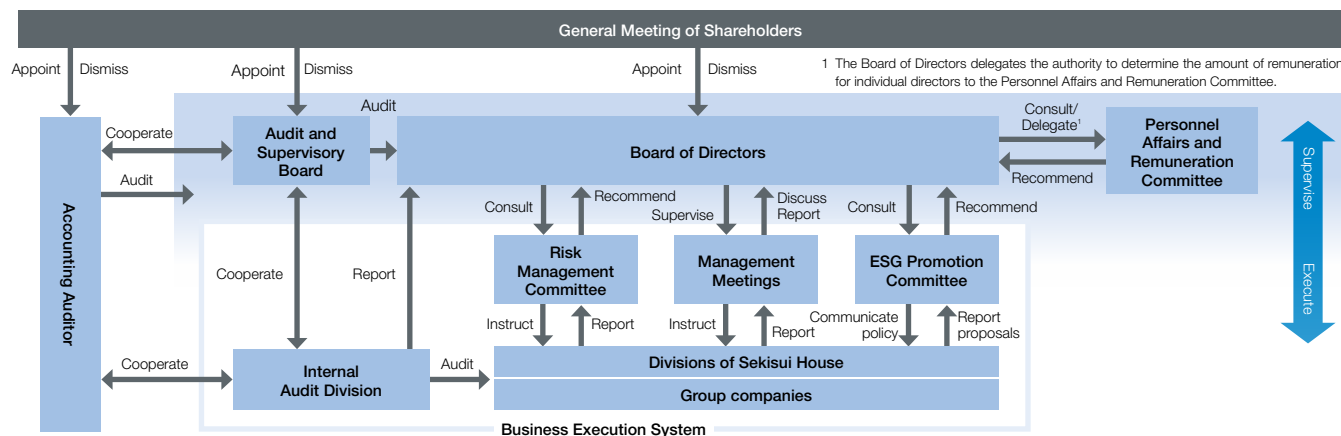 General Meeting of Shareholders
Appoint
Dismiss
Appoint
Dismiss
Appoint
Dismiss
1 The Board of Directors delegates the authority to determine the amount of remuneration
for individual directors to the Personnel Affairs and Remuneration Committee.
Accounting Auditor
Cooperate
Audit
Audit and
Supervisory
Board
Audit
Board of Directors
Consult/
Delegate1
Recommend
Personnel
Affairs and
Remuneration
Committee
Supervise
Execute
Cooperate
Report
Consult
Recommend
Supervise
Discuss
Report
Consult
Recommend
Risk
Management
Committee
Management
Meetings
ESG Promotion
Committee
Instruct
Report
Instruct
Report
Communicate
policy
Report
proposals
Cooperate
Internal
Audit Division
Audit
Divisions of Sekisui House
Group companies
Business Execution System